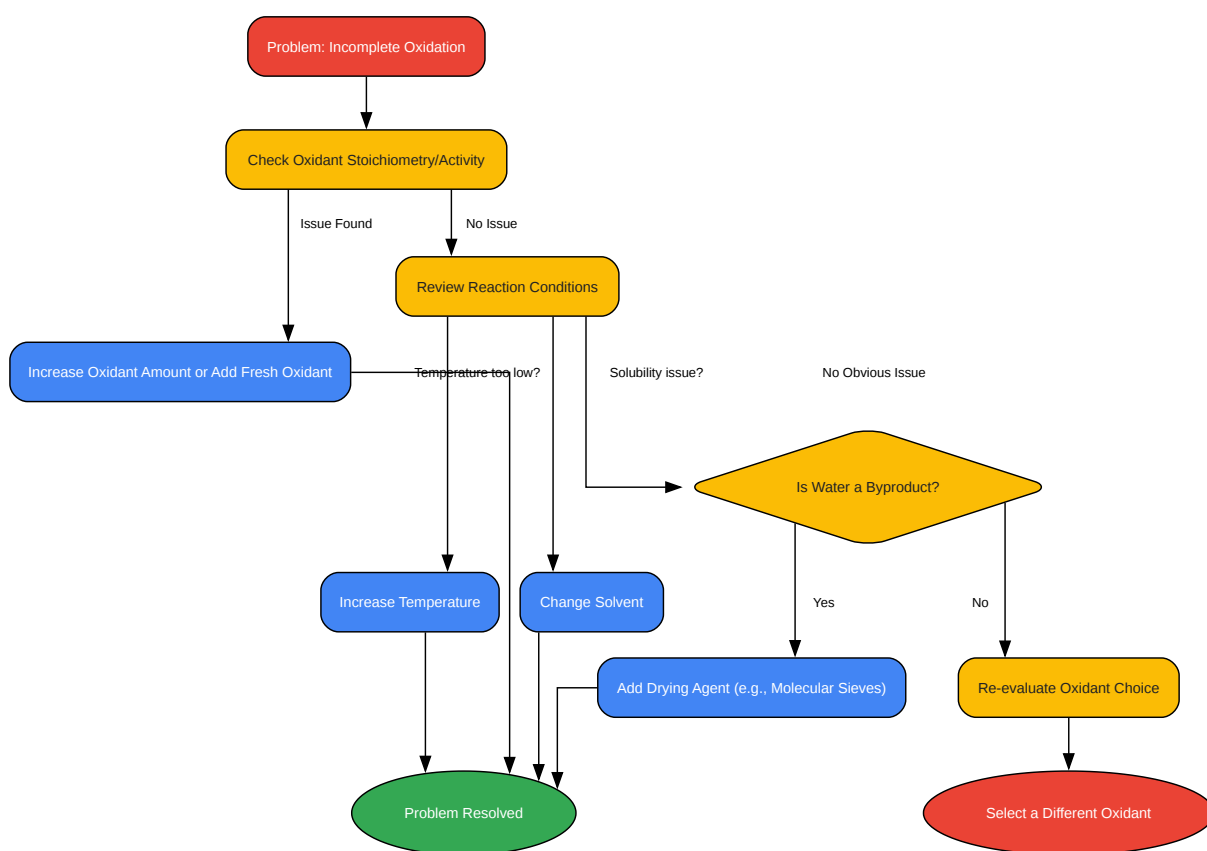 Problem: Incomplete Oxidation
Check Oxidant Stoichiometry/Activity
Issue Found
No Issue
Review Reaction Conditions
Increase Oxidant Amount or Add Fresh Oxidant
Temperature too low?
Solubility issue?
No Obvious Issue
Is Water a Byproduct?
Increase Temperature
Change Solvent
Yes
No
Add Drying Agent (e.g., Molecular Sieves)
Re-evaluate Oxidant Choice
Problem Resolved
Select a Different Oxidant